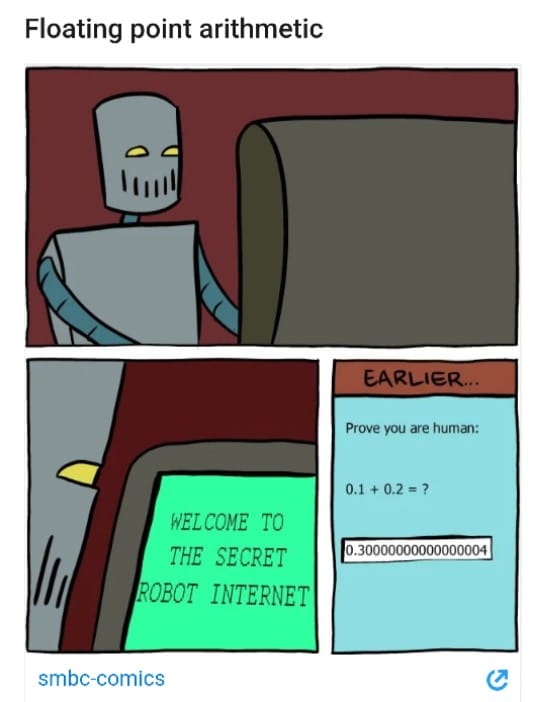 Floating point arithmetic
WELCOME TO
THE SECRET
ROBOT INTERNET
EARLIER...
Prove you are human:
0.1 + 0.2 = ?
0.30000000000000004
smbc-comics